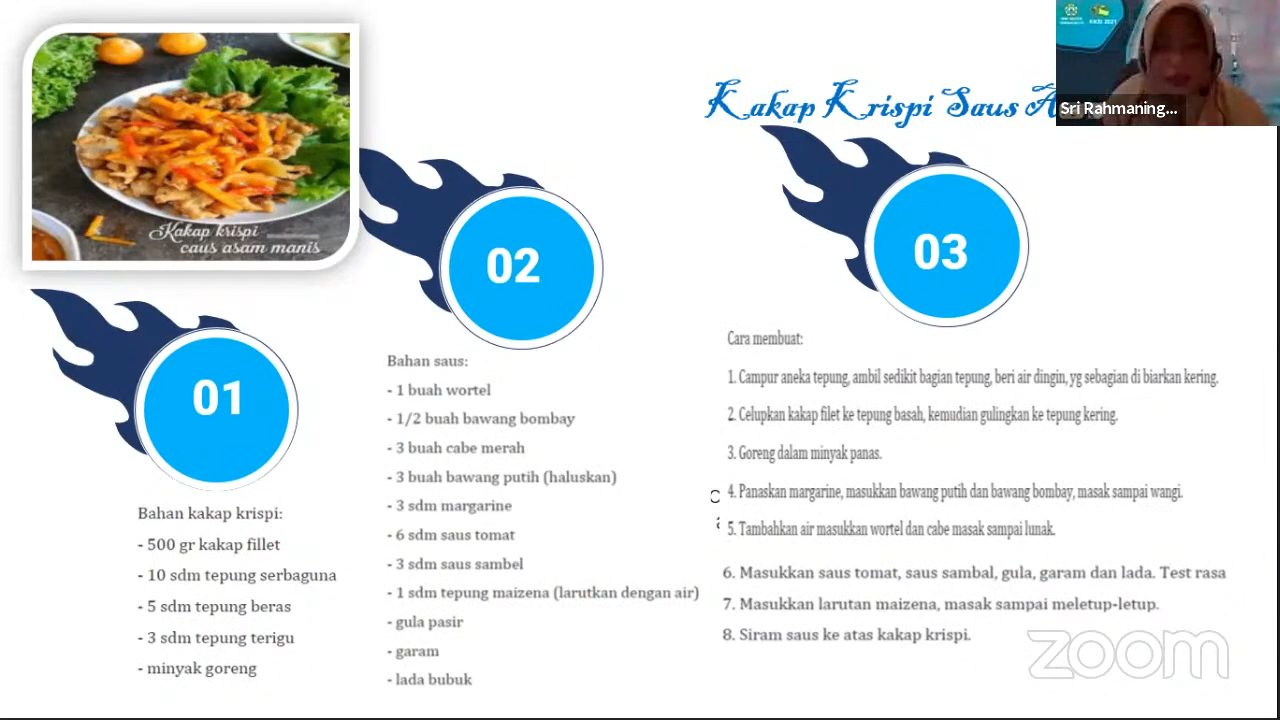 Kakap Krispi Saus A
Sri Rahmaning...
Kakap krispi
caus asam manis
01
Bahan kakap krispi:
- 500 gr kakap fillet
- 10 sdm tepung serbaguna
- 5 sdm tepung beras
- 3 sdm tepung terigu
- minyak goreng
02
Bahan saus:
- 1 buah wortel
- 1/2 buah bawang bombay
- 3 buah cabe merah
- 3 buah bawang putih (haluskan)
- 3 sdm margarine
- 6 sdm saus tomat
- 3 sdm saus sambel
- 1 sdm tepung maizena (larutkan dengan air)
- gula pasir
- garam
- lada bubuk
03
Cara membuat:
1. Campur aneka tepung, ambil sedikit bagian tepung, beri air dingin, yg sebagian di biarkan kering.
2. Celupkan kakap filet ke tepung basah, kemudian gulingkan ke tepung kering.
3. Goreng dalam minyak panas.
4. Panaskan margarine, masukkan bawang putih dan bawang bombay, masak sampai wangi.
5. Tambahkan air masukkan wortel dan cabe masak sampai lunak.
6. Masukkan saus tomat, saus sambal, gula, garam dan lada. Test rasa
7. Masukkan larutan maizena, masak sampai meletup-letup.
8. Siram saus ke atas kakap krispi.
zoom